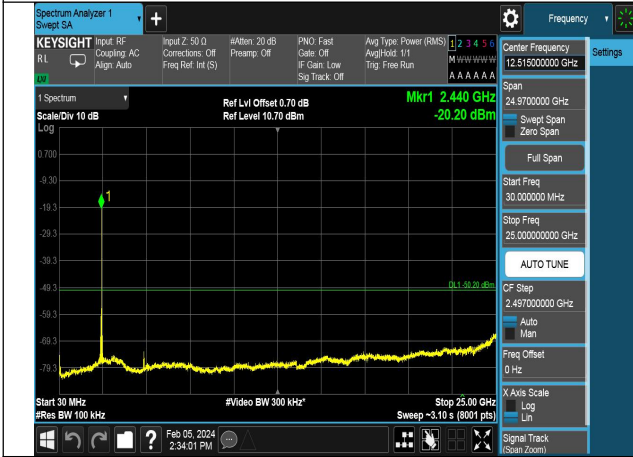 Spectrum Analyzer 1
Swept SA
+
Frequency
KEYSIGHT
RL
LXI
Input: RF
Coupling: AC
Align: Auto
Input Z: 50 Ω
Corrections: Off
Freq Ref: Int (S)
#Atten: 20 dB
Preamp: Off
PNO: Fast
Gate: Off
IF Gain: Low
Sig Track: Off
Avg Type: Power (RMS)
Avg|Hold: 1/1
Trig: Free Run
1 2 3 4 5 6
M W W W W W
A A A A A A
1 Spectrum
Scale/Div 10 dB
Log
Ref Lvl Offset 0.70 dB
Ref Level 10.70 dBm
Mkr1 2.440 GHz
-20.20 dBm
0.700
-9.30
-19.3
-29.3
-39.3
-49.3
-59.3
-69.3
-79.3
1
DL1 -50.20 dBm
Start 30 MHz
#Res BW 100 kHz
#Video BW 300 kHz*
Stop 25.00 GHz
Sweep ~3.10 s (8001 pts)
Feb 05, 2024
2:34:01 PM
?
Center Frequency
12.515000000 GHz
Span
24.9700000 GHz
Swept Span
Zero Span
Full Span
Start Freq
30.000000 MHz
Stop Freq
25.000000000 GHz
AUTO TUNE
CF Step
2.497000000 GHz
Auto
Man
Freq Offset
0 Hz
X Axis Scale
Log
Lin
Signal Track
(Span Zoom)
Settings